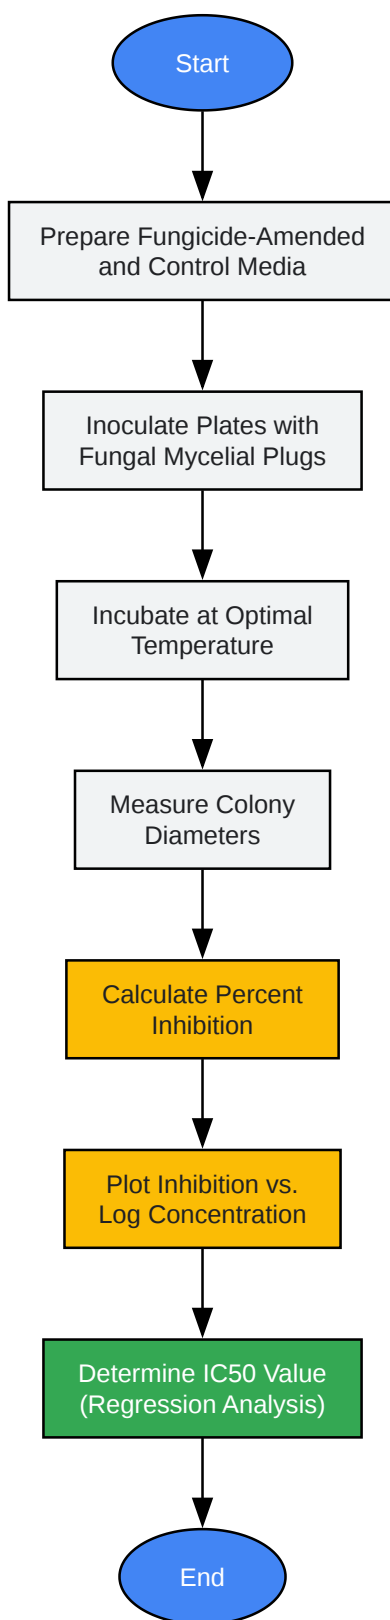 Start
Prepare Fungicide-Amended
and Control Media
Inoculate Plates with
Fungal Mycelial Plugs
Incubate at Optimal
Temperature
Measure Colony
Diameters
Calculate Percent
Inhibition
Plot Inhibition vs.
Log Concentration
Determine IC50 Value
(Regression Analysis)
End